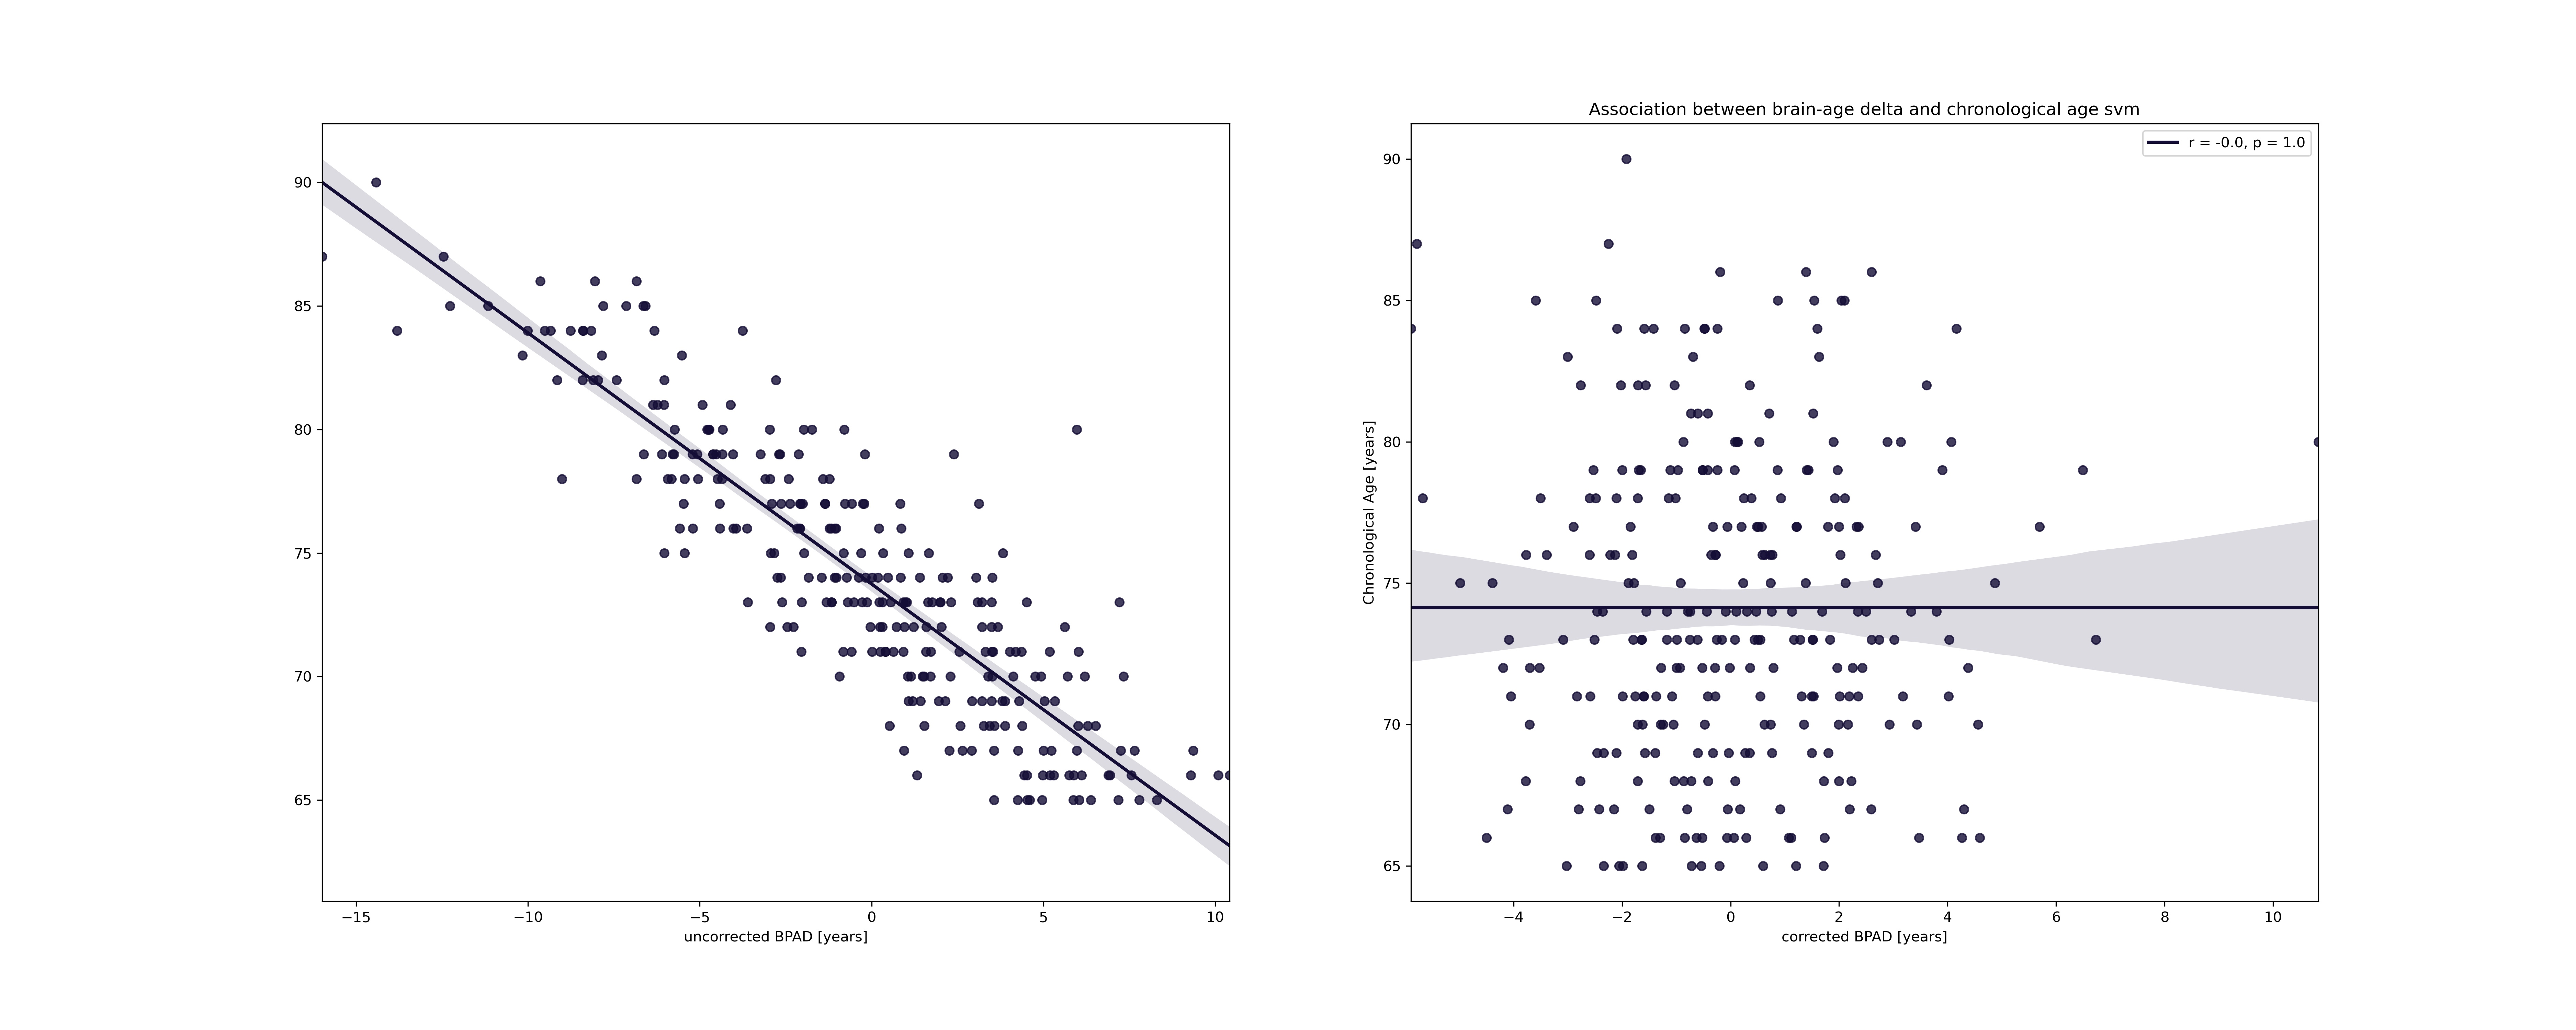 90
85
80
75
70
65
−15 −10 −5 0 5 10
uncorrected BPAD [years]
Association between brain-age delta and chronological age svm
r = -0.0, p = 1.0
Chronological Age [years]
90
85
80
75
70
65
−4 −2 0 2 4 6 8 10
corrected BPAD [years]